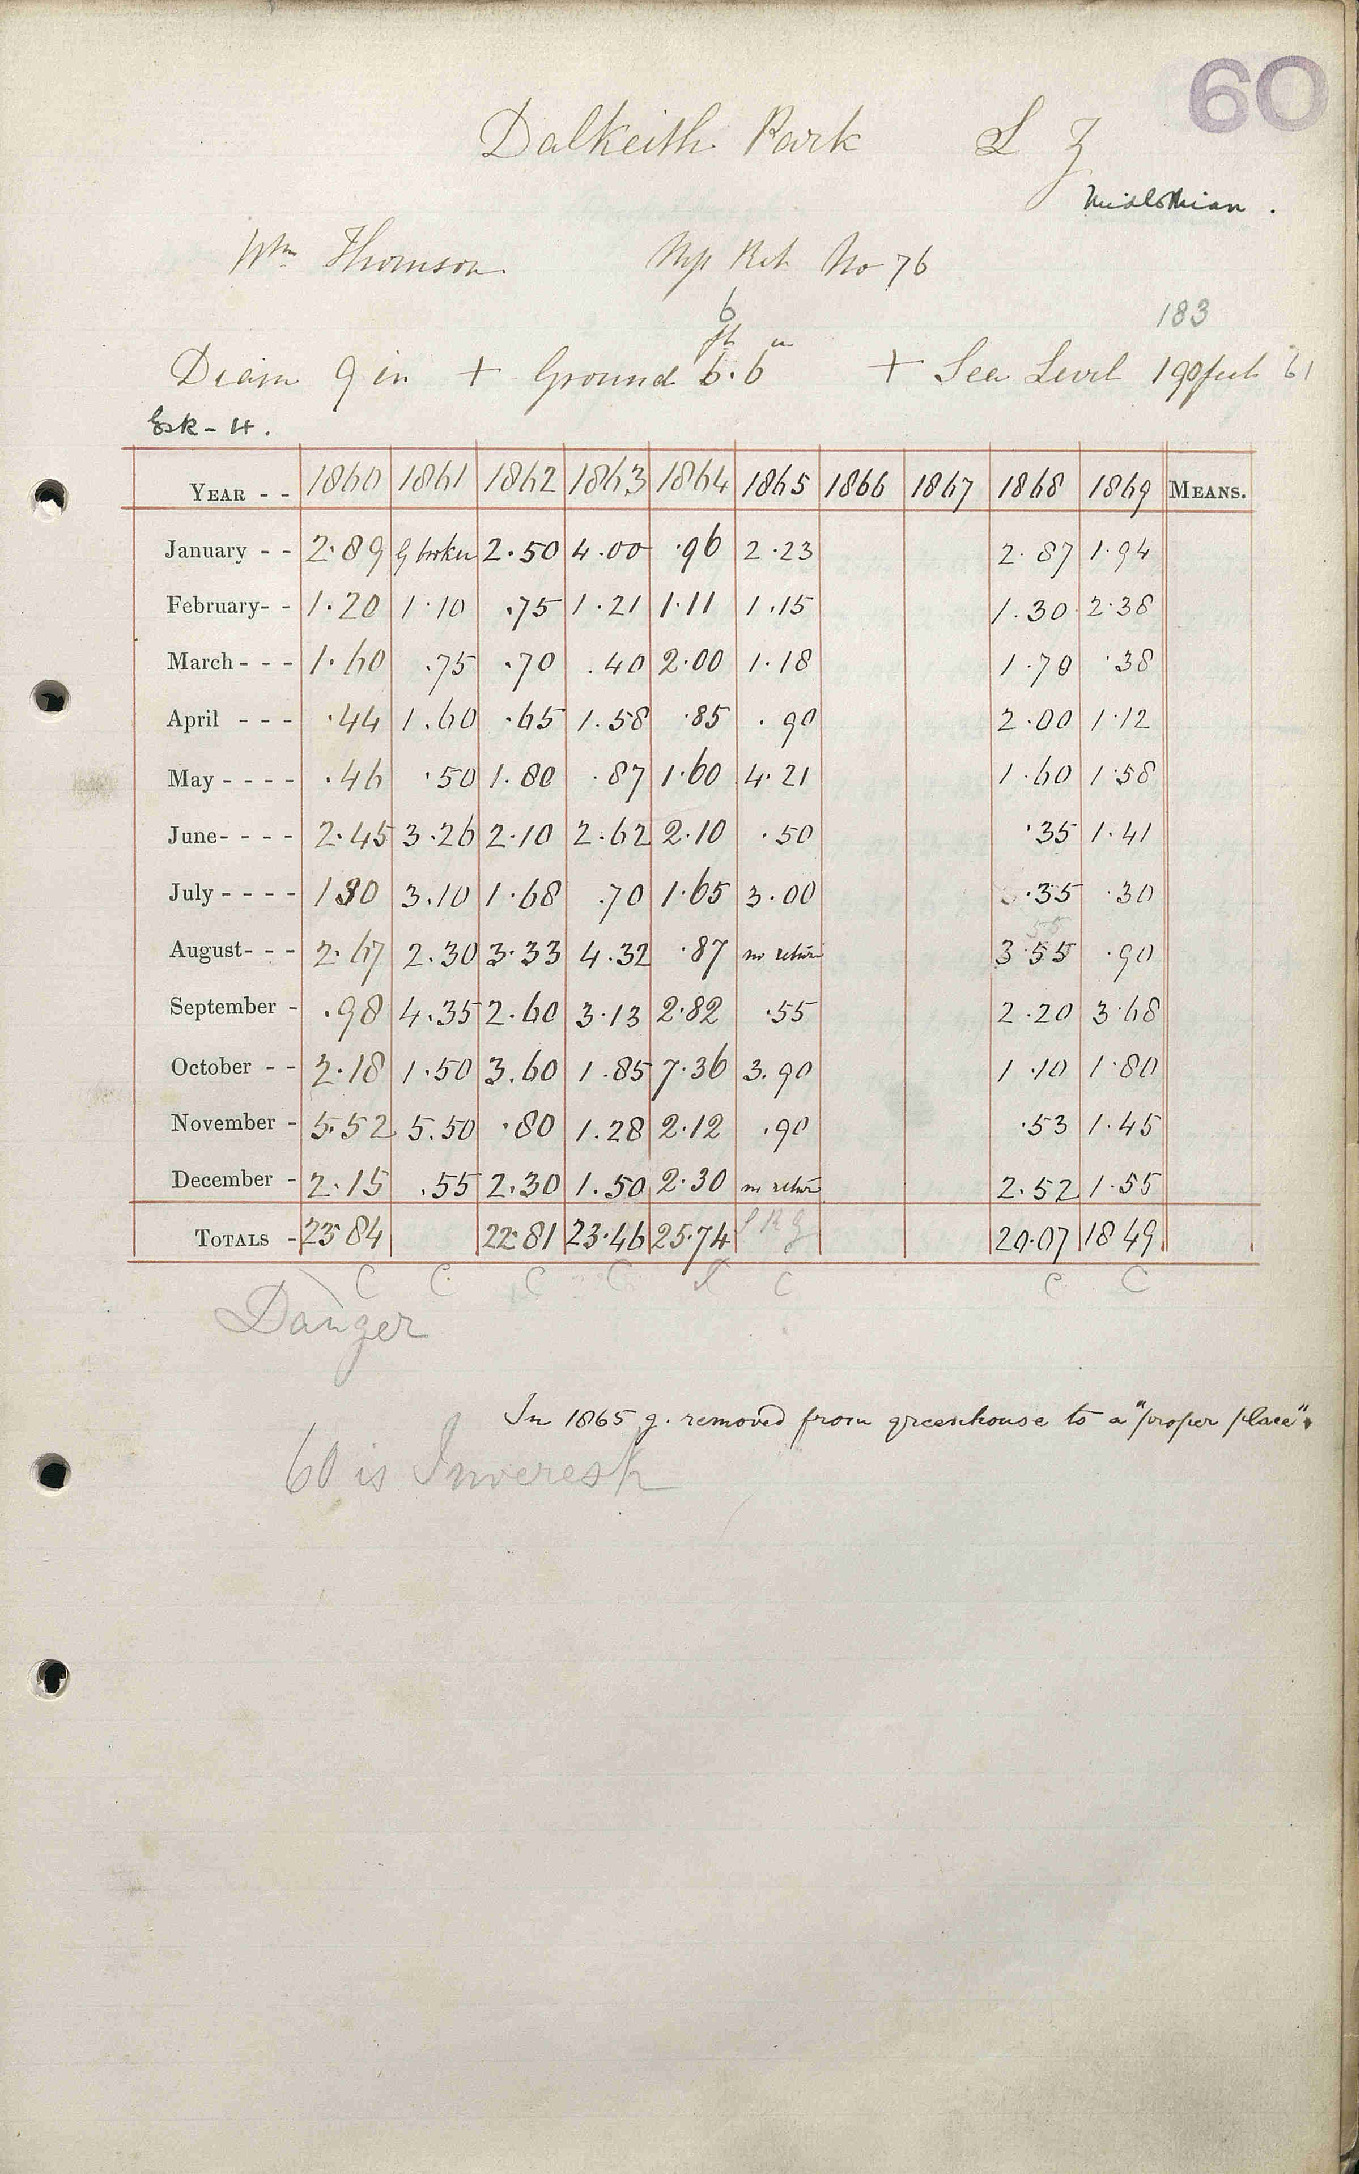 60
Dalkeith Park L Z
Midlothian.
Wm Thomson Mp Ret No 76
6 183
Diam 9 in + Ground 6 ft. 6 in + Sea Level 190 feet 61
Esk - 4.
YEAR - - 1860 1861 1862 1863 1864 1865 1866 1867 1868 1869 MEANS.
January - - 2.89 G broken 2.50 4.00 .96 2.23 2.87 1.94
February- - 1.20 1.10 .75 1.21 1.11 1.15 1.30 2.38
March - - - 1.60 .75 .70 .40 2.00 1.18 1.70 .38
April - - - .44 1.60 .65 1.58 .85 .90 2.00 1.12
May - - - - .46 .50 1.80 .87 1.60 4.21 1.60 1.58
June- - - - 2.45 3.26 2.10 2.62 2.10 .50 .35 1.41
July - - - - 1 30 3.10 1.68 .70 1.65 3.00 .35 .30
August- - - 2.67 2.30 3.33 4.32 .87 no return 3.55 .90
September - .98 4.35 2.60 3.13 2.82 .55 2.20 3.68
October - - 2.18 1.50 3.60 1.85 7.36 3.90 1.10 1.80
November - 5.52 5.50 .80 1.28 2.12 .90 .53 1.45
December - 2.15 .55 2.30 1.50 2.30 no return 2.52 1.55
TOTALS - 23 84 22.81 23.46 25.74 20.07 18 49
C C C C C C C
Danger
In 1865 g. removed from greenhouse to a "proper place".
60 is Inveresk